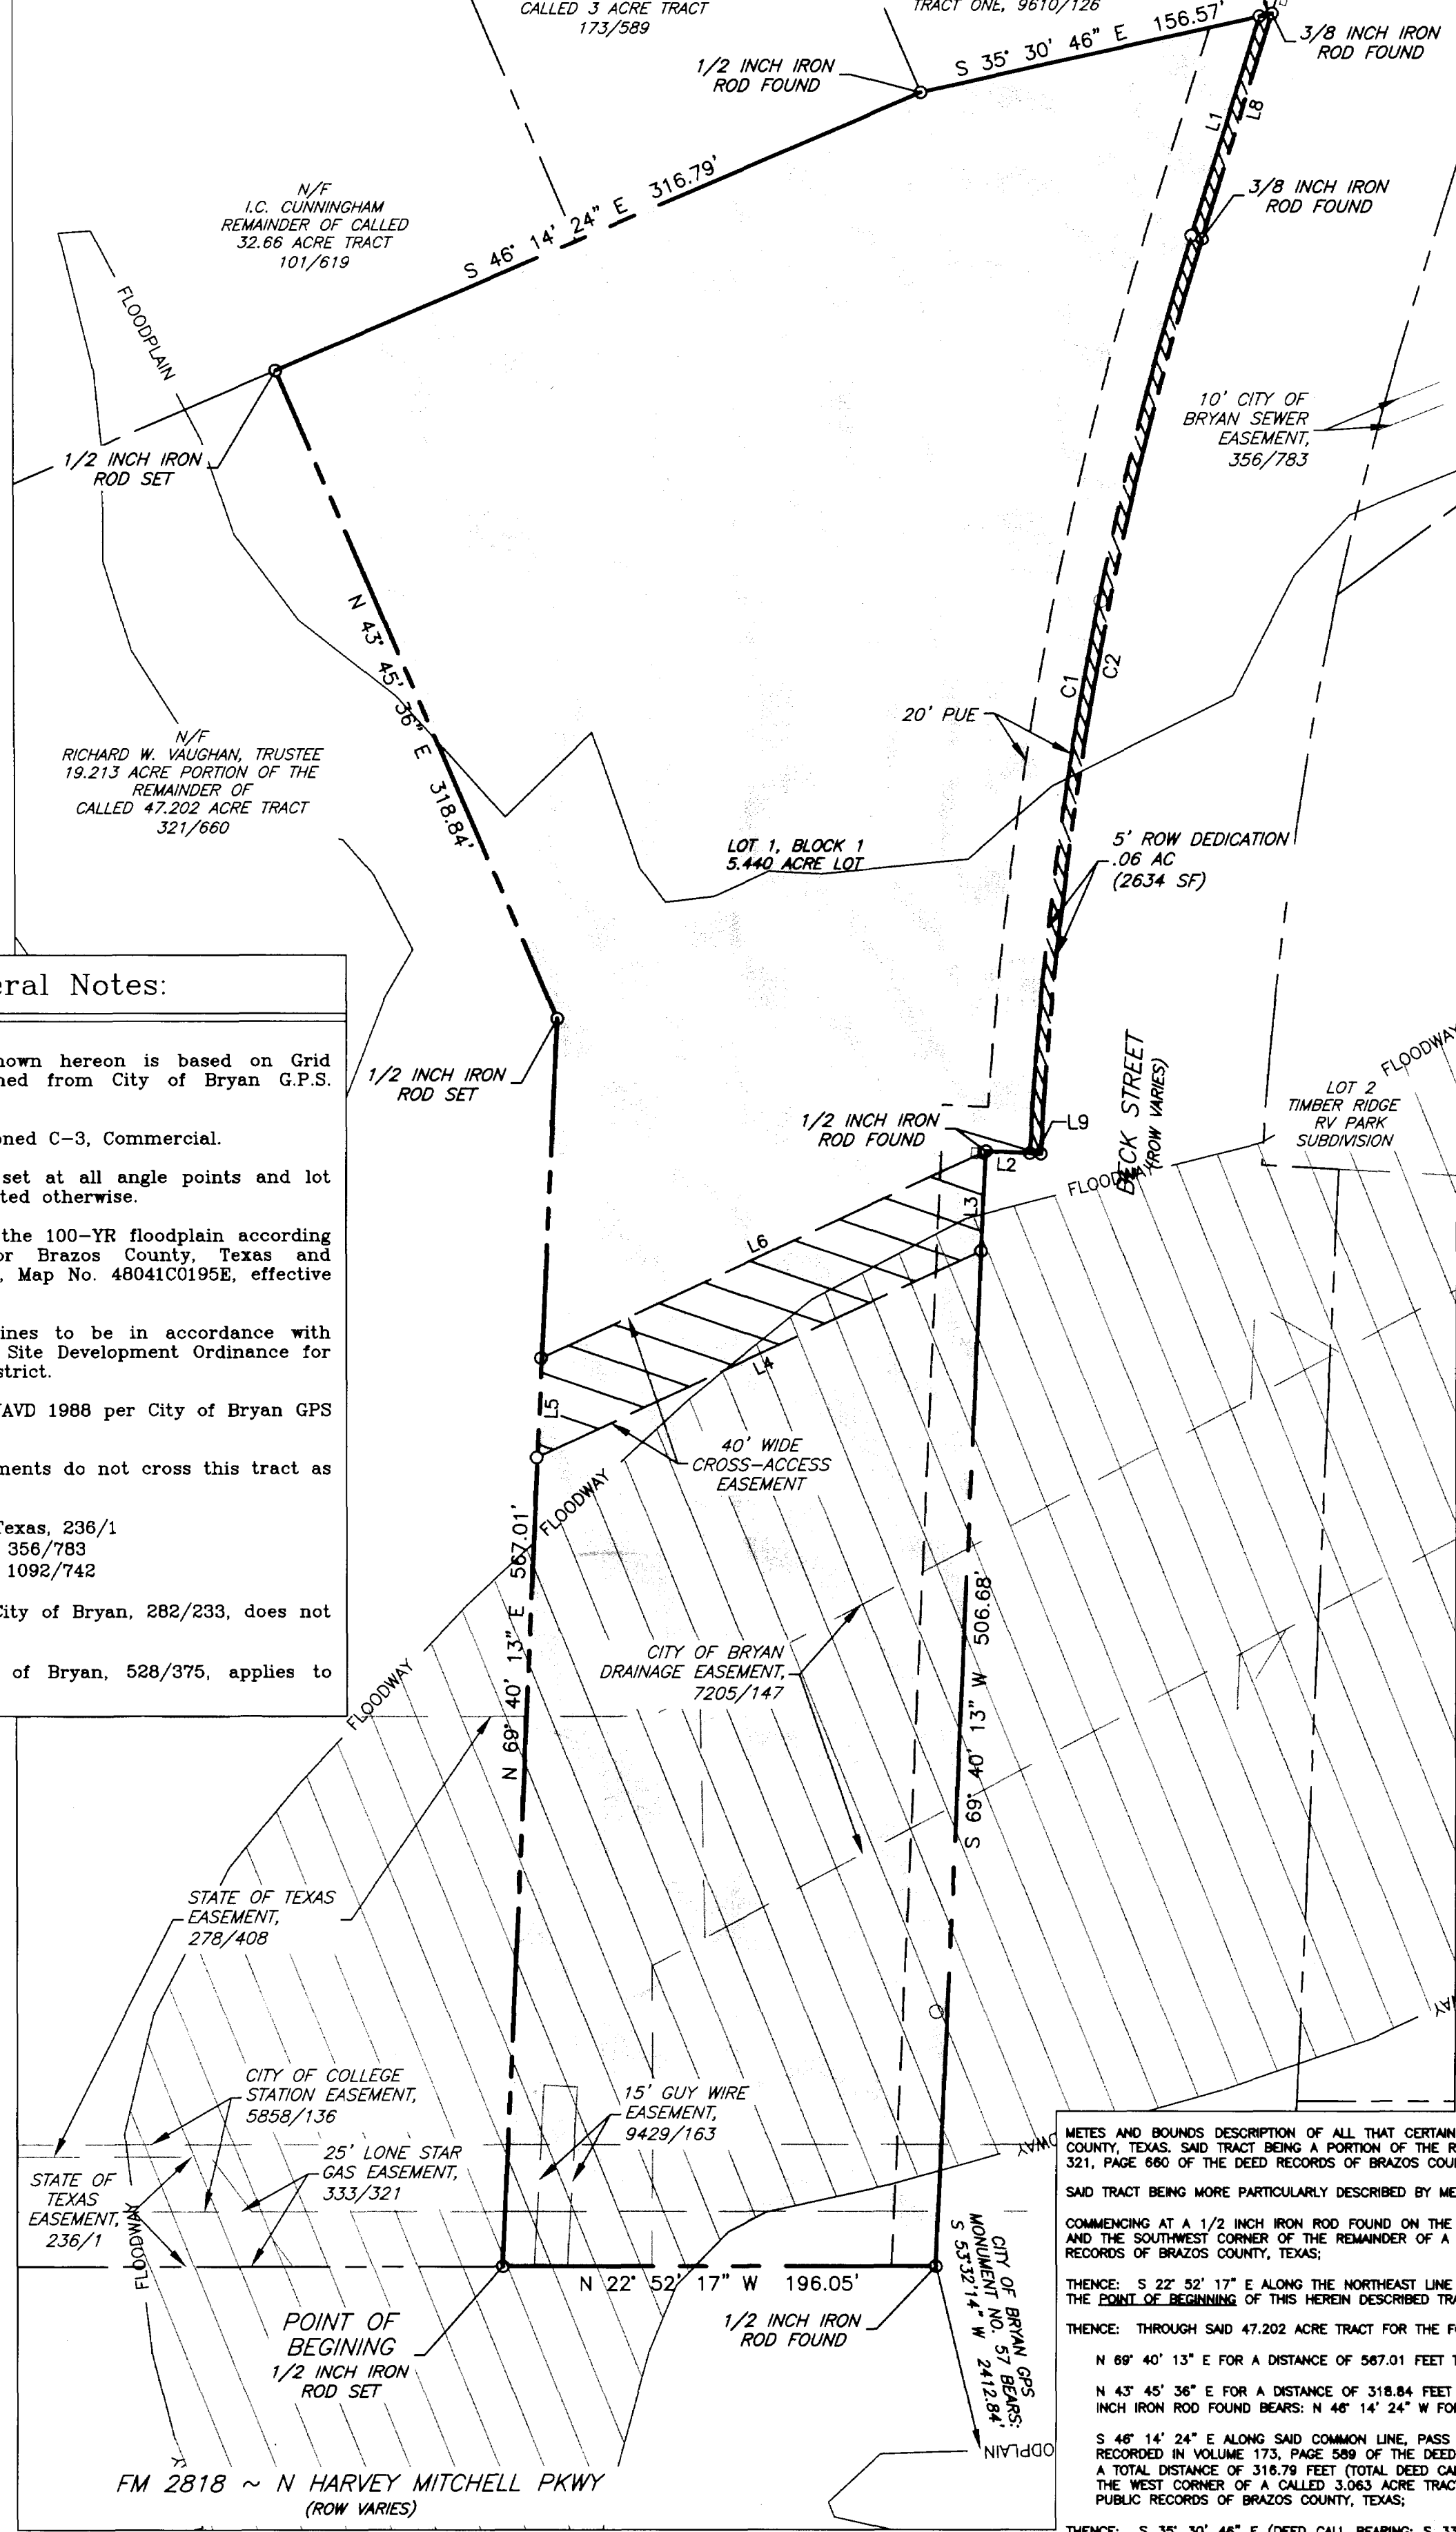 CALLED 3 ACRE TRACT
173/589
TRACT ONE, 9610/126
S 35° 30' 46" E 156.57'
3/8 INCH IRON
ROD FOUND
1/2 INCH IRON
ROD FOUND
L1
L8
3/8 INCH IRON
ROD FOUND
S 46° 14' 24" E 316.79'
N/F
I.C. CUNNINGHAM
REMAINDER OF CALLED
32.66 ACRE TRACT
101/619
FLOODPLAIN
1/2 INCH IRON
ROD SET
10' CITY OF
BRYAN SEWER
EASEMENT,
356/783
N 43° 45' 36" E 318.84'
C1
C2
20' PUE
N/F
RICHARD W. VAUGHAN, TRUSTEE
19.213 ACRE PORTION OF THE
REMAINDER OF
CALLED 47.202 ACRE TRACT
321/660
LOT 1, BLOCK 1
5.440 ACRE LOT
5' ROW DEDICATION
.06 AC
(2634 SF)
eral Notes:
hown hereon is based on Grid
ned from City of Bryan G.P.S.
oned C-3, Commercial.
set at all angle points and lot
ted otherwise.
the 100-YR floodplain according
or Brazos County, Texas and
, Map No. 48041C0195E, effective
ines to be in accordance with
Site Development Ordinance for
strict.
AVD 1988 per City of Bryan GPS
ments do not cross this tract as
Texas, 236/1
356/783
1092/742
City of Bryan, 282/233, does not
of Bryan, 528/375, applies to
1/2 INCH IRON
ROD SET
1/2 INCH IRON
ROD FOUND
L9
L2
L3
BECK STREET
(ROW VARIES)
FLOODWAY
LOT 2
TIMBER RIDGE
RV PARK
SUBDIVISION
FLOODWAY
L6
L4
L5
40' WIDE
CROSS-ACCESS
EASEMENT
FLOODWAY
N 69° 40' 13" E 567.01'
S 69° 40' 13" W 506.68'
CITY OF BRYAN
DRAINAGE EASEMENT,
7205/147
FLOODWAY
STATE OF TEXAS
EASEMENT,
278/408
CITY OF COLLEGE
STATION EASEMENT,
5858/136
15' GUY WIRE
EASEMENT,
9429/163
25' LONE STAR
GAS EASEMENT,
333/321
STATE OF
TEXAS
EASEMENT,
236/1
FLOODWAY
WAY
DWAY
N 22° 52' 17" W 196.05'
POINT OF
BEGINING
1/2 INCH IRON
ROD SET
1/2 INCH IRON
ROD FOUND
CITY OF BRYAN GPS
MONUMENT NO. 57 BEARS:
S 53°32'14" W 2412.84'
ODPLAIN
Y
FM 2818 ~ N HARVEY MITCHELL PKWY
(ROW VARIES)
METES AND BOUNDS DESCRIPTION OF ALL THAT CERTAIN
COUNTY, TEXAS. SAID TRACT BEING A PORTION OF THE R
321, PAGE 660 OF THE DEED RECORDS OF BRAZOS COU
SAID TRACT BEING MORE PARTICULARLY DESCRIBED BY ME
COMMENCING AT A 1/2 INCH IRON ROD FOUND ON THE
AND THE SOUTHWEST CORNER OF THE REMAINDER OF A
RECORDS OF BRAZOS COUNTY, TEXAS;
THENCE: S 22° 52' 17" E ALONG THE NORTHEAST LINE
THE POINT OF BEGINNING OF THIS HEREIN DESCRIBED TRA
THENCE: THROUGH SAID 47.202 ACRE TRACT FOR THE F
N 69° 40' 13" E FOR A DISTANCE OF 567.01 FEET T
N 43° 45' 36" E FOR A DISTANCE OF 318.84 FEET
INCH IRON ROD FOUND BEARS: N 46° 14' 24" W FO
S 46° 14' 24" E ALONG SAID COMMON LINE, PASS
RECORDED IN VOLUME 173, PAGE 589 OF THE DEED
A TOTAL DISTANCE OF 316.79 FEET (TOTAL DEED CA
THE WEST CORNER OF A CALLED 3.063 ACRE TRAC
PUBLIC RECORDS OF BRAZOS COUNTY, TEXAS;
THENCE: S 35° 30' 46" E (DEED CALL BEARING: S 33